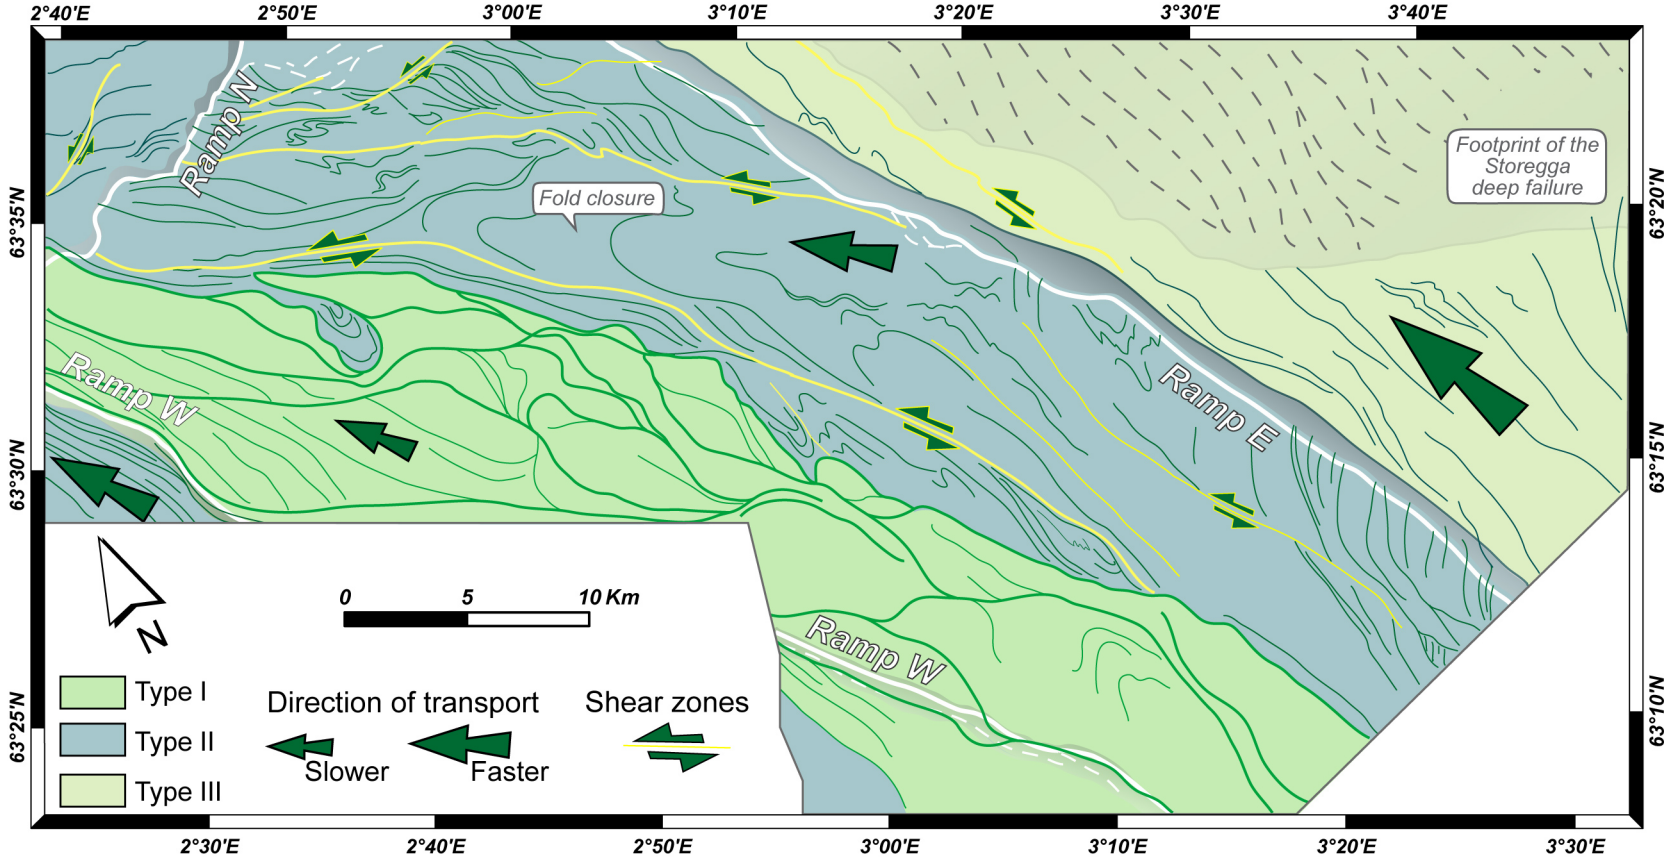 2°40'E 2°50'E 3°00'E 3°10'E 3°20'E 3°30'E 3°40'E
Ramp N
Footprint of the
Storegga
deep failure
Fold closure
63°35'N
63°20'N
Ramp W
Ramp E
63°30'N
63°15'N
N
0 5 10 Km
Ramp W
Type I
Type II
Type III
Direction of transport
Slower
Faster
Shear zones
63°25'N
63°10'N
2°30'E 2°40'E 2°50'E 3°00'E 3°10'E 3°20'E 3°30'E